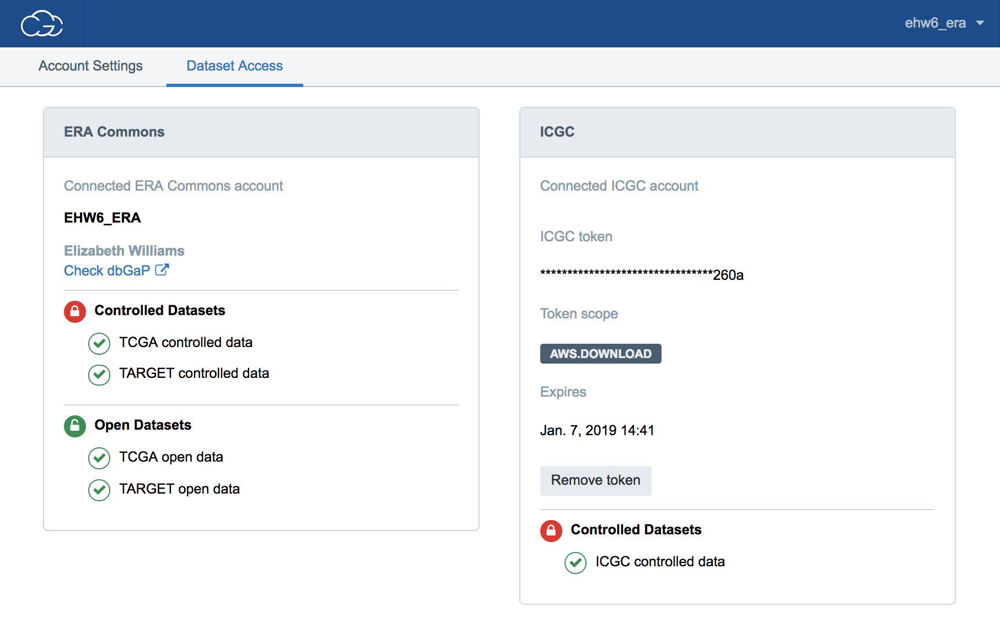 CGC
ehw6_era
Account Settings
Dataset Access
ERA Commons
Connected ERA Commons account
EHW6_ERA
Elizabeth Williams
Check dbGaP
Controlled Datasets
TCGA controlled data
TARGET controlled data
Open Datasets
TCGA open data
TARGET open data
ICGC
Connected ICGC account
ICGC token
********************************260a
Token scope
AWS.DOWNLOAD
Expires
Jan. 7, 2019 14:41
Remove token
Controlled Datasets
ICGC controlled data